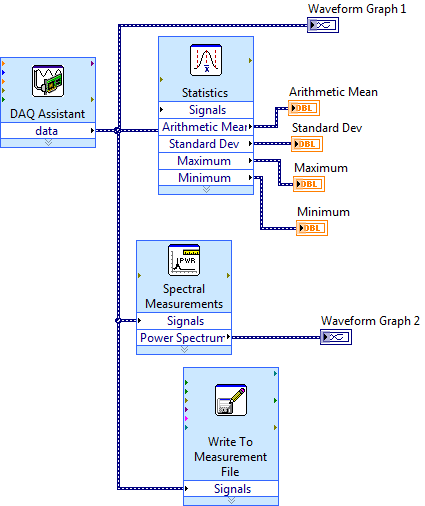 Waveform Graph 1
DAQ Assistant
data
Statistics
Signals
Arithmetic Mean
Standard Dev
Maximum
Minimum
Arithmetic Mean
DBL
Standard Dev
DBL
Maximum
DBL
Minimum
DBL
PWR
Spectral
Measurements
Signals
Power Spectrum
Waveform Graph 2
Write To
Measurement
File
Signals